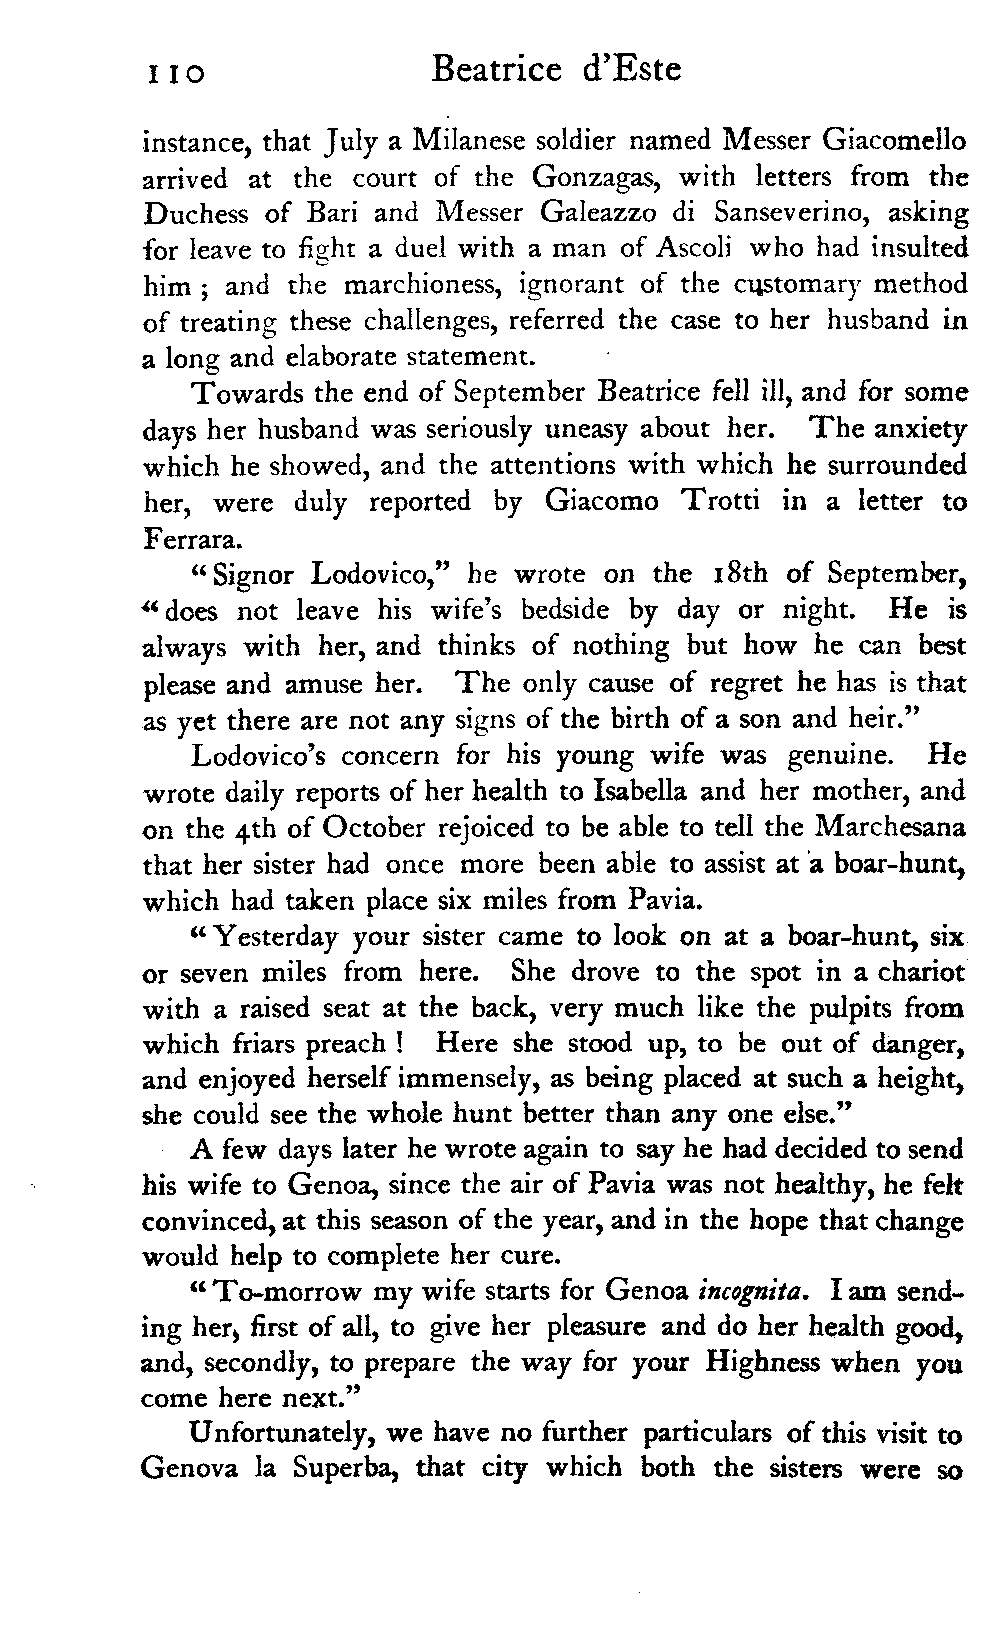 110 Beatrice d'Este
instance, that July a Milanese soldier named Messer Giacomello
arrived at the court of the Gonzagas, with letters from the
Duchess of Bari and Messer Galeazzo di Sanseverino, asking
for leave to fight a duel with a man of Ascoli who had insulted
him ; and the marchioness, ignorant of the customary method
of treating these challenges, referred the case to her husband in
a long and elaborate statement.
Towards the end of September Beatrice fell ill, and for some
days her husband was seriously uneasy about her. The anxiety
which he showed, and the attentions with which he surrounded
her, were duly reported by Giacomo Trotti in a letter to
Ferrara.
“Signor Lodovico,” he wrote on the 18th of September,
“does not leave his wife's bedside by day or night. He is
always with her, and thinks of nothing but how he can best
please and amuse her. The only cause of regret he has is that
as yet there are not any signs of the birth of a son and heir.”
Lodovico's concern for his young wife was genuine. He
wrote daily reports of her health to Isabella and her mother, and
on the 4th of October rejoiced to be able to tell the Marchesana
that her sister had once more been able to assist at a boar-hunt,
which had taken place six miles from Pavia.
“Yesterday your sister came to look on at a boar-hunt, six
or seven miles from here. She drove to the spot in a chariot
with a raised seat at the back, very much like the pulpits from
which friars preach ! Here she stood up, to be out of danger,
and enjoyed herself immensely, as being placed at such a height,
she could see the whole hunt better than any one else.”
A few days later he wrote again to say he had decided to send
his wife to Genoa, since the air of Pavia was not healthy, he felt
convinced, at this season of the year, and in the hope that change
would help to complete her cure.
“To-morrow my wife starts for Genoa incognita. I am send-
ing her, first of all, to give her pleasure and do her health good,
and, secondly, to prepare the way for your Highness when you
come here next.”
Unfortunately, we have no further particulars of this visit to
Genova la Superba, that city which both the sisters were so